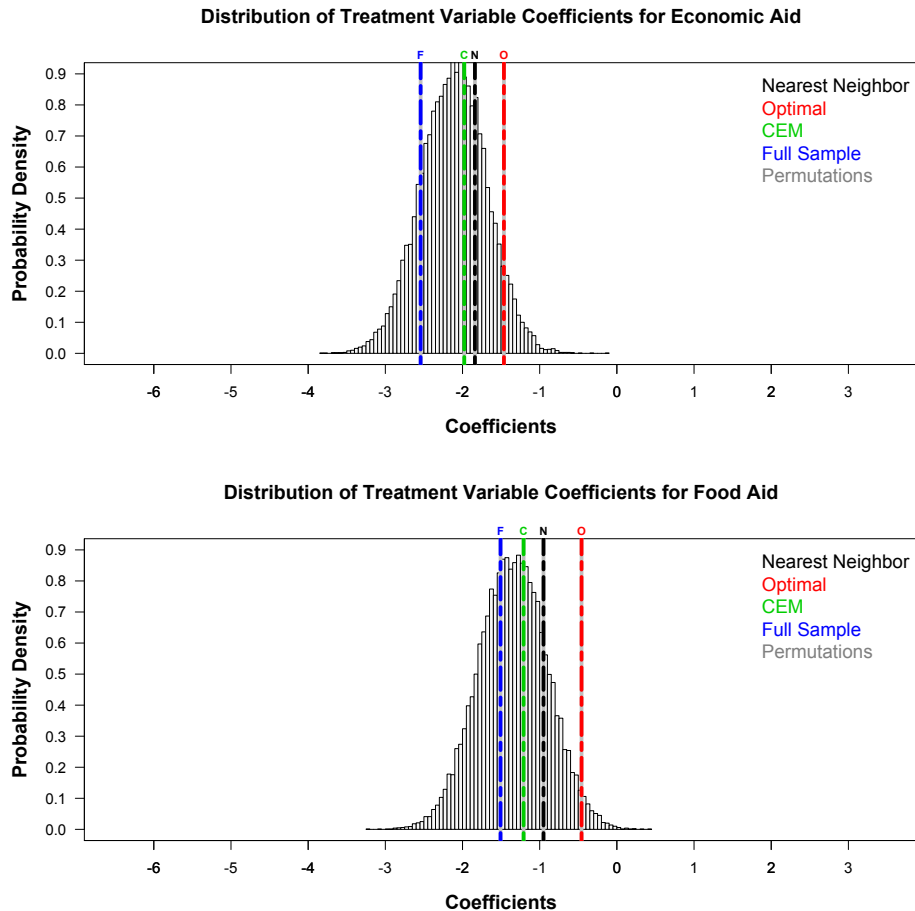 Distribution of Treatment Variable Coefficients for Economic Aid
F C N O
Nearest Neighbor
Optimal
CEM
Full Sample
Permutations
Probability Density
0.9
0.8
0.7
0.6
0.5
0.4
0.3
0.2
0.1
0.0
-6 -5 -4 -3 -2 -1 0 1 2 3
Coefficients
Distribution of Treatment Variable Coefficients for Food Aid
F C N O
Nearest Neighbor
Optimal
CEM
Full Sample
Permutations
Probability Density
0.9
0.8
0.7
0.6
0.5
0.4
0.3
0.2
0.1
0.0
-6 -5 -4 -3 -2 -1 0 1 2 3
Coefficients